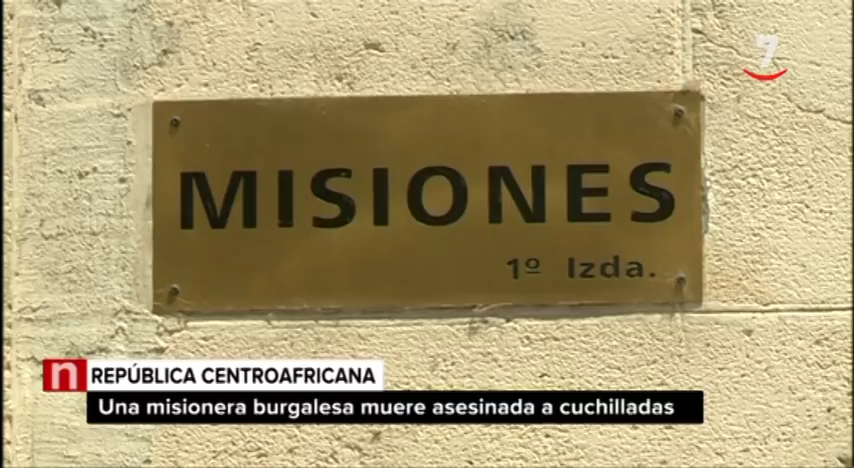 7
MISIONES
1º Izda.
n
REPÚBLICA CENTROAFRICANA
Una misionera burgalesa muere asesinada a cuchilladas